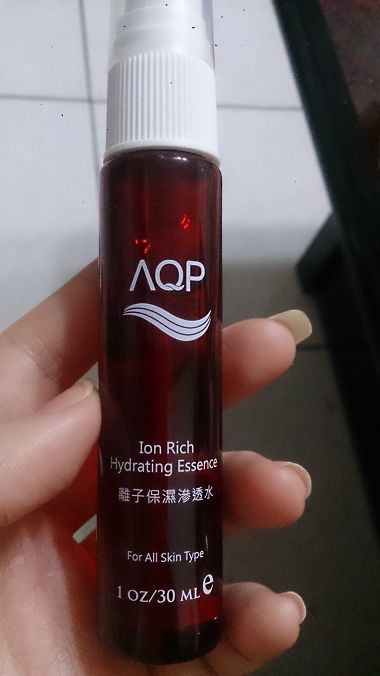 AQP
Ion Rich
Hydrating Essence
離子保濕滲透水
For All Skin Type
1 OZ/30 ML e